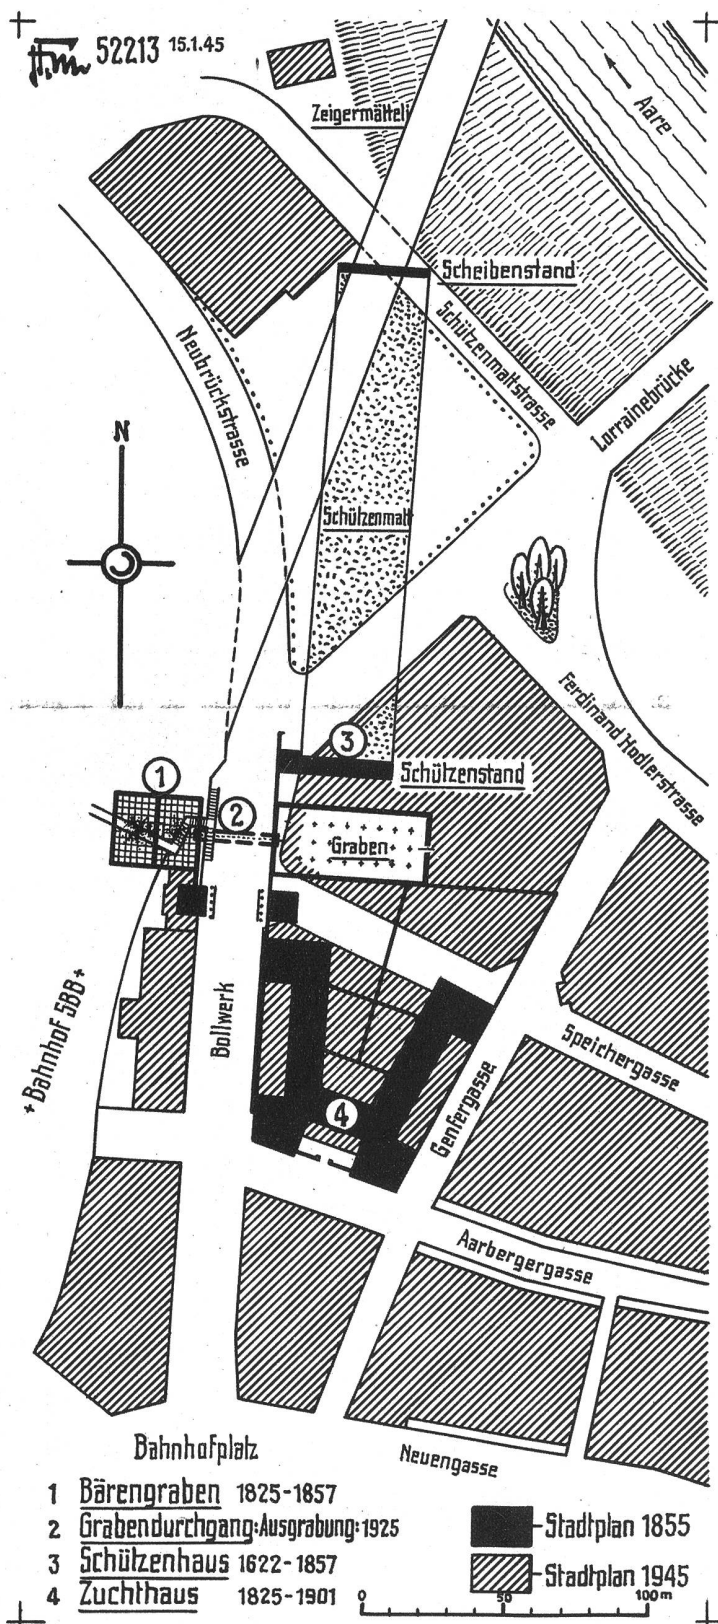 52213 15.1.45
Zeigermätteli
Aare
Scheibenstand
Schützenmattstrasse
Neubrückstrasse
Lorrainebrücke
N
Schützenmatt
Ferdinand Hodlerstrasse
3
1
Schützenstand
2
Graben
+Bahnhof SBB+
Bollwerk
Speichergasse
4
Genfergasse
Aarbergergasse
Bahnhofplatz
Neuengasse
1 Bärengraben 1825-1857
2 Grabendurchgang:Ausgrabung:1925
3 Schützenhaus 1622-1857
4 Zuchthaus 1825-1901
Stadtplan 1855
Stadtplan 1945
0 50 100m